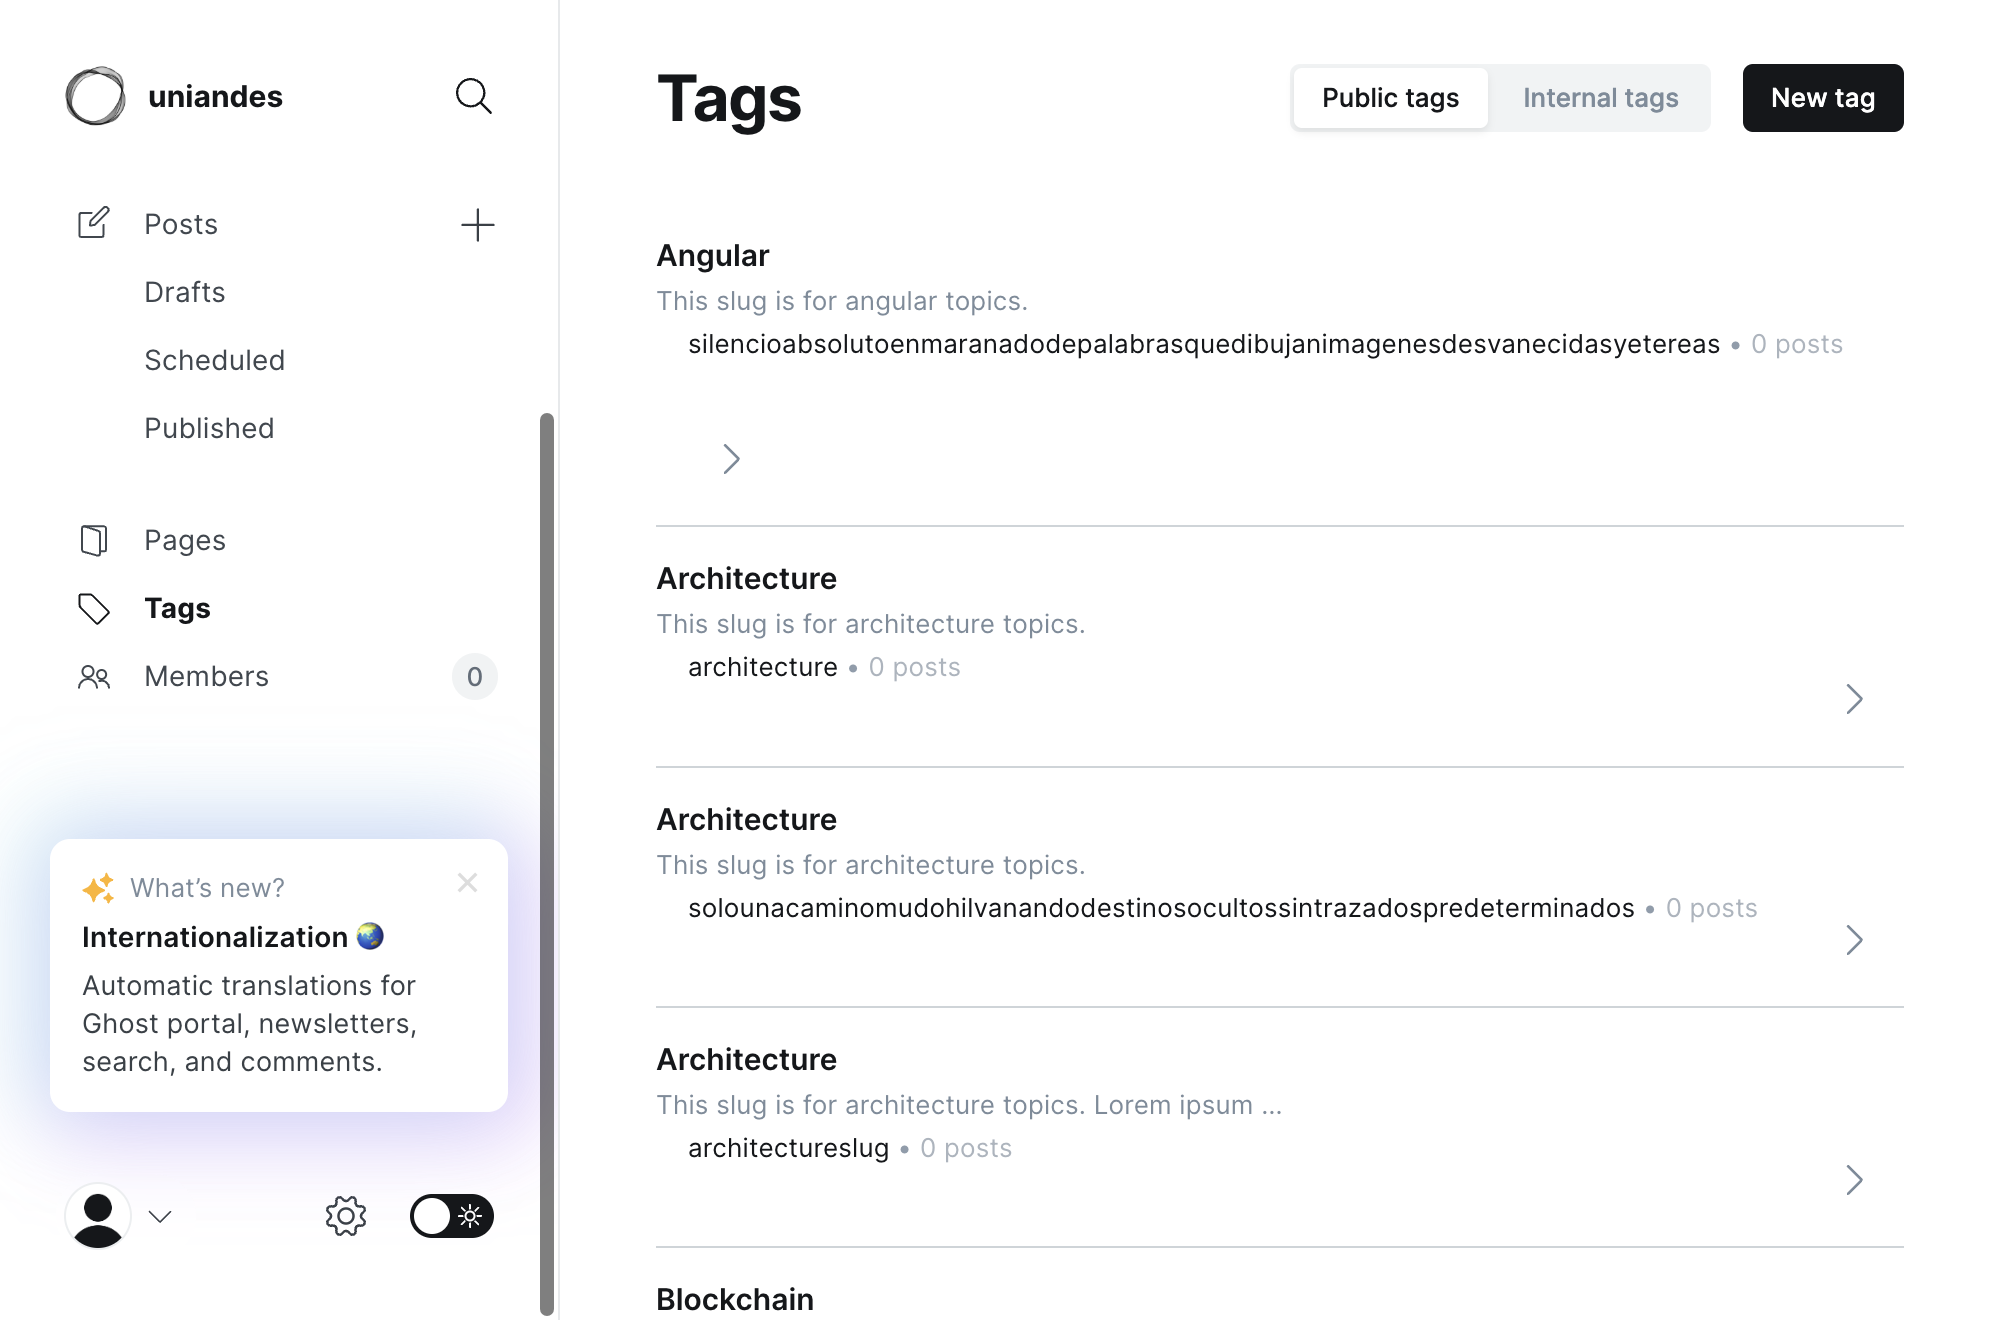 uniandes
Posts
Drafts
Scheduled
Published
Pages
Tags
Members 0
What’s new?
Internationalization
Automatic translations for
Ghost portal, newsletters,
search, and comments.
Tags
Public tags
Internal tags
New tag
Angular
This slug is for angular topics.
silencioabsolutoenmaranadodepalabrasquedibujanimagenesdesvanecidasyetereas • 0 posts
Architecture
This slug is for architecture topics.
architecture • 0 posts
Architecture
This slug is for architecture topics.
solounacaminomudohilvanandodestinosocultossintrazadospredeterminados • 0 posts
Architecture
This slug is for architecture topics. Lorem ipsum ...
architectureslug • 0 posts
Blockchain